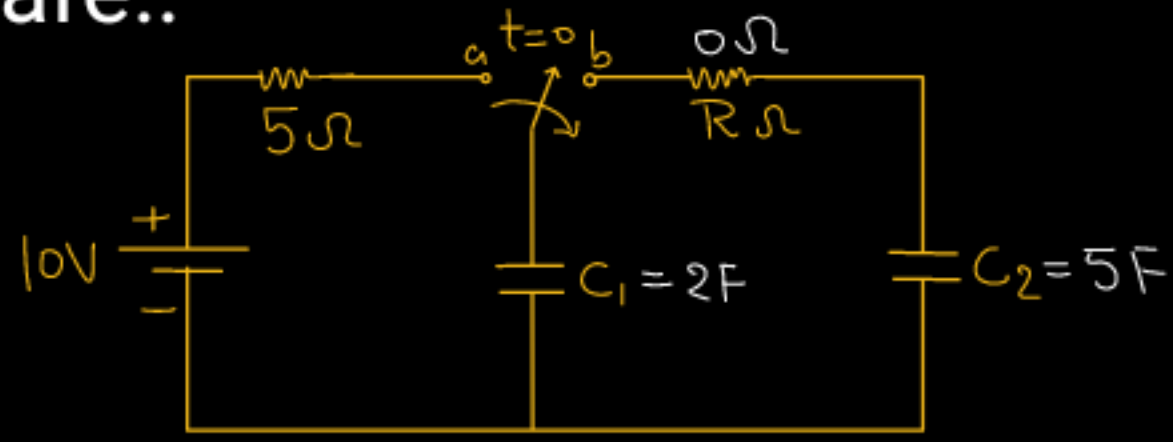 are..
a t=0 b
0Ω
5Ω
RΩ
+
10V
-
C₁ = 2F
C₂ = 5F